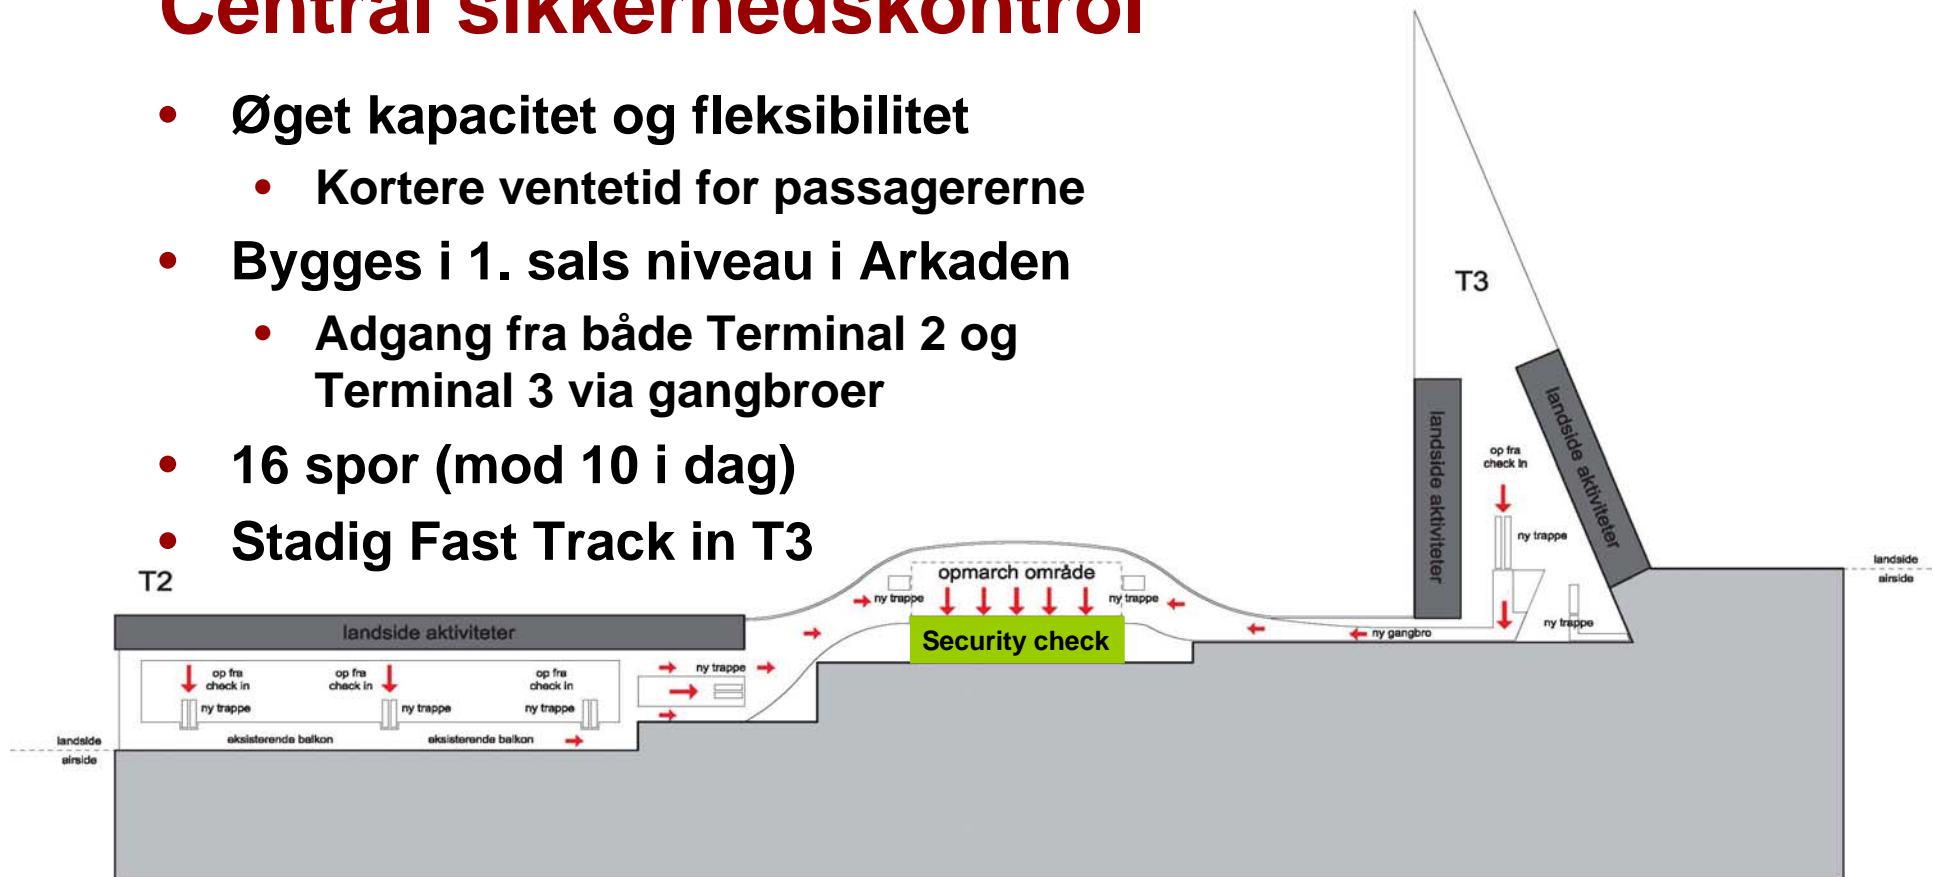 Central sikkerhedskontrol
• Øget kapacitet og fleksibilitet
• Kortere ventetid for passagererne
• Bygges i 1. sals niveau i Arkaden
• Adgang fra både Terminal 2 og
Terminal 3 via gangbroer
• 16 spor (mod 10 i dag)
• Stadig Fast Track in T3
T2
landside aktiviteter
op fra
check in
ny trappe
op fra
check in
ny trappe
op fra
check in
ny trappe
eksisterende balkon
eksisterende balkon
landside
airside
ny trappe
ny trappe
opmarch område
ny trappe
Security check
ny gangbro
T3
landside aktiviteter
landside aktiviteter
op fra
check in
ny trappe
ny trappe
landside
airside